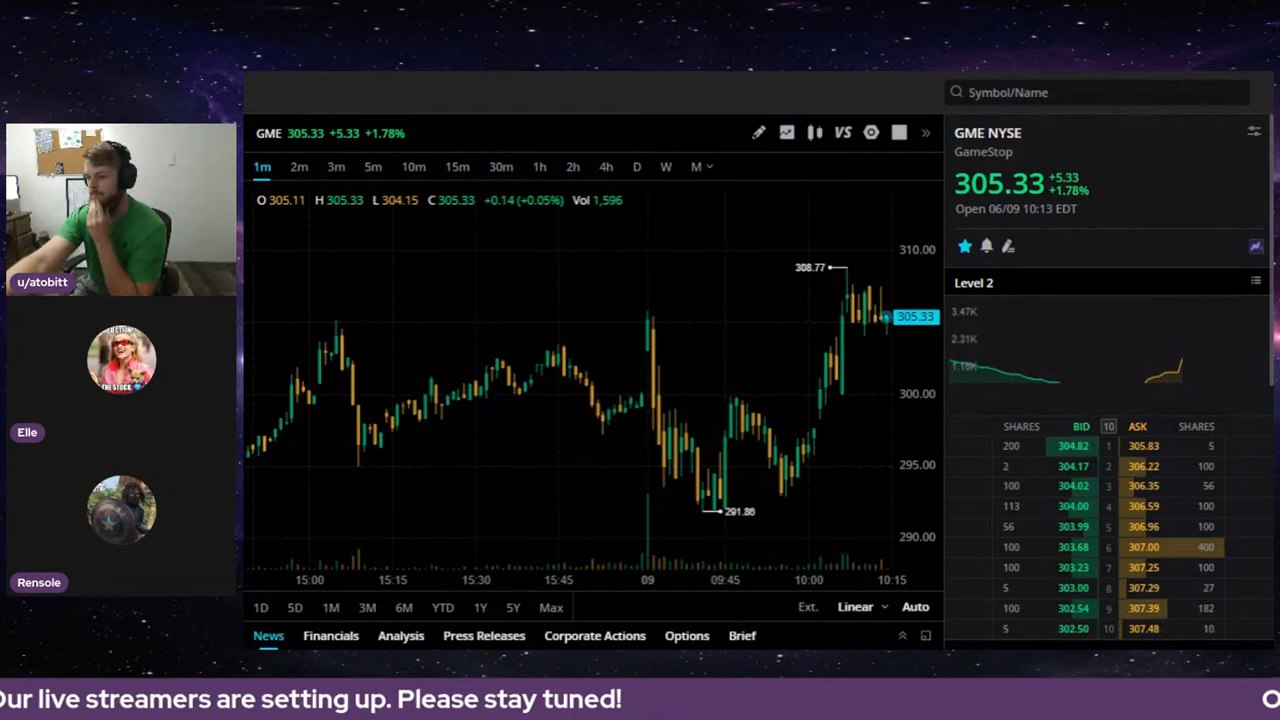 Symbol/Name
GME 305.33 +5.33 +1.78%
VS
GME NYSE
GameStop
305.33 +5.33 +1.78%
Open 06/09 10:13 EDT
1m 2m 3m 5m 10m 15m 30m 1h 2h 4h D W M
O 305.11 H 305.33 L 304.15 C 305.33 +0.14 (+0.05%) Vol 1,596
310.00
308.77
305.33
300.00
295.00
291.86
290.00
15:00 15:15 15:30 15:45 09 09:45 10:00 10:15
1D 5D 1M 3M 6M YTD 1Y 5Y Max Ext. Linear Auto
News Financials Analysis Press Releases Corporate Actions Options Brief
Level 2
3.47K
2.31K
1.18K
SHARES BID 10 ASK SHARES
200 304.82 1 305.83 5
2 304.17 2 306.22 100
100 304.02 3 306.35 56
113 304.00 4 306.59 100
56 303.99 5 306.96 100
100 303.68 6 307.00 400
100 303.23 7 307.25 100
5 303.00 8 307.29 27
100 302.54 9 307.39 182
5 302.50 10 307.48 10
u/atobitt
THE STOCK
Elle
Rensole
Our live streamers are setting up. Please stay tuned!